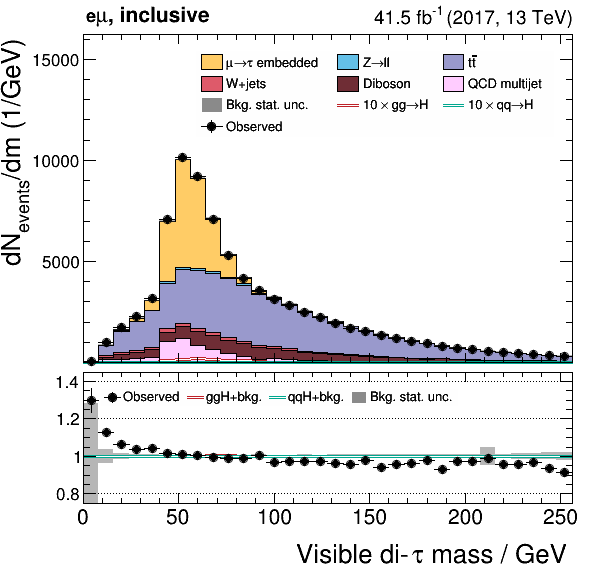 eμ, inclusive 41.5 fb⁻¹ (2017, 13 TeV)
dN_events/dm (1/GeV)
μ→τ embedded Z→ll tt̄
W+jets Diboson QCD multijet
Bkg. stat. unc. 10 × gg→H 10 × qq→H
Observed
15000
10000
5000
1.4
Observed ggH+bkg. qqH+bkg. Bkg. stat. unc.
1.2
1
0.8
0 50 100 150 200 250
Visible di-τ mass / GeV